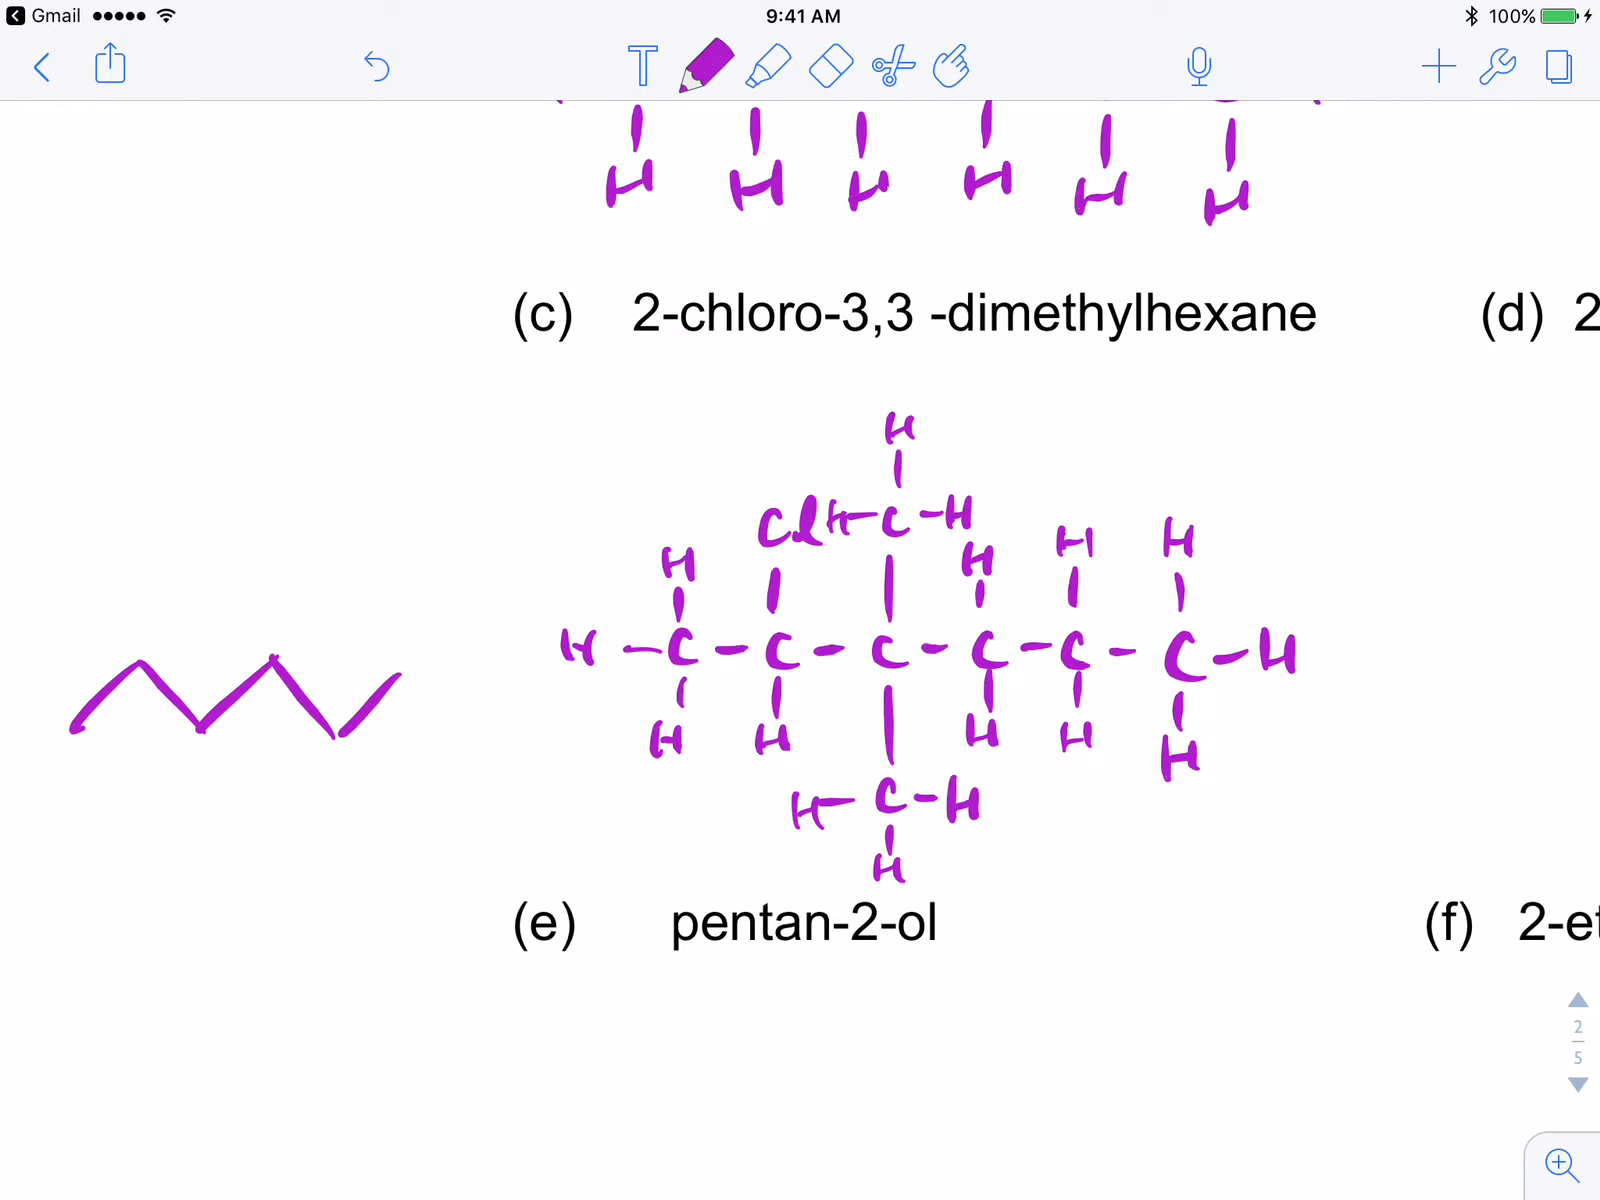 Gmail 9:41 AM 100%
T
H H H H H H
(c) 2-chloro-3,3 -dimethylhexane (d) 2
H
Cl H-C-H
H H H H
H-C-C-C-C-C-C-H
H H H H H
H-C-H
H
(e) pentan-2-ol (f) 2-et
2
5